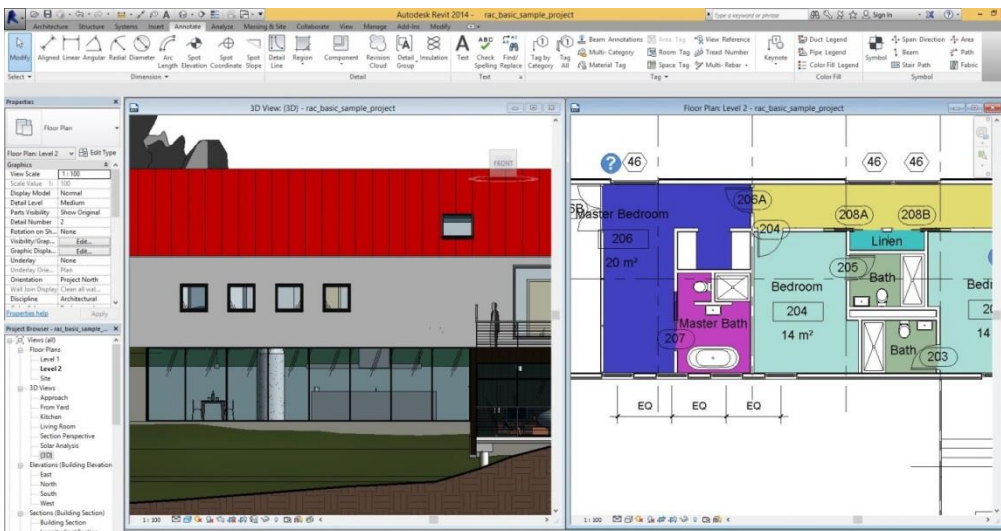 Autodesk Revit 2014 - rac_basic_sample_project
Type a keyword or phrase
Sign In
Architecture Structure Systems Insert Annotate Analyze Massing & Site Collaborate View Manage Add-Ins Modify
Modify
Aligned Linear Angular Radial Diameter Arc Length Spot Elevation Spot Coordinate Spot Slope
Detail Line Region Component Revision Cloud Detail Group Insulation
Text Check Spelling Find/ Replace
Tag by Category Tag All
Beam Annotations Area Tag View Reference
Multi- Category Room Tag Tread Number
Material Tag Space Tag Multi- Rebar
Keynote
Duct Legend
Pipe Legend
Color Fill Legend
Symbol
Span Direction Area
Beam Path
Stair Path Fabric
Select Dimension Detail Text Tag Color Fill Symbol
Properties
Floor Plan
Floor Plan: Level 2 Edit Type
Graphics
View Scale 1 : 100
Scale Value 1: 100
Display Model Normal
Detail Level Medium
Parts Visibility Show Original
Detail Number 2
Rotation on Sh... None
Visibility/Grap... Edit...
Graphic Displa... Edit...
Underlay None
Underlay Orie... Plan
Orientation Project North
Wall Join Display Clean all wal...
Discipline Architectural
Properties help Apply
Project Browser - rac_basic_sample_...
Views (all)
Floor Plans
Level 1
Level 2
Site
3D Views
Approach
From Yard
Kitchen
Living Room
Section Perspective
Solar Analysis
{3D}
Elevations (Building Elevation
East
North
South
West
Sections (Building Section)
Building Section
3D View: {3D} - rac_basic_sample_project
FRONT
1 : 100
Floor Plan: Level 2 - rac_basic_sample_project
? 46 46 46
6B
Master Bedroom
206
20 m²
206A
204
208A 208B
Linen
205
Bath
Bedroom
204
14 m²
Master Bath
207
Bath
203
Bedr
20
14
EQ EQ EQ
1 : 100